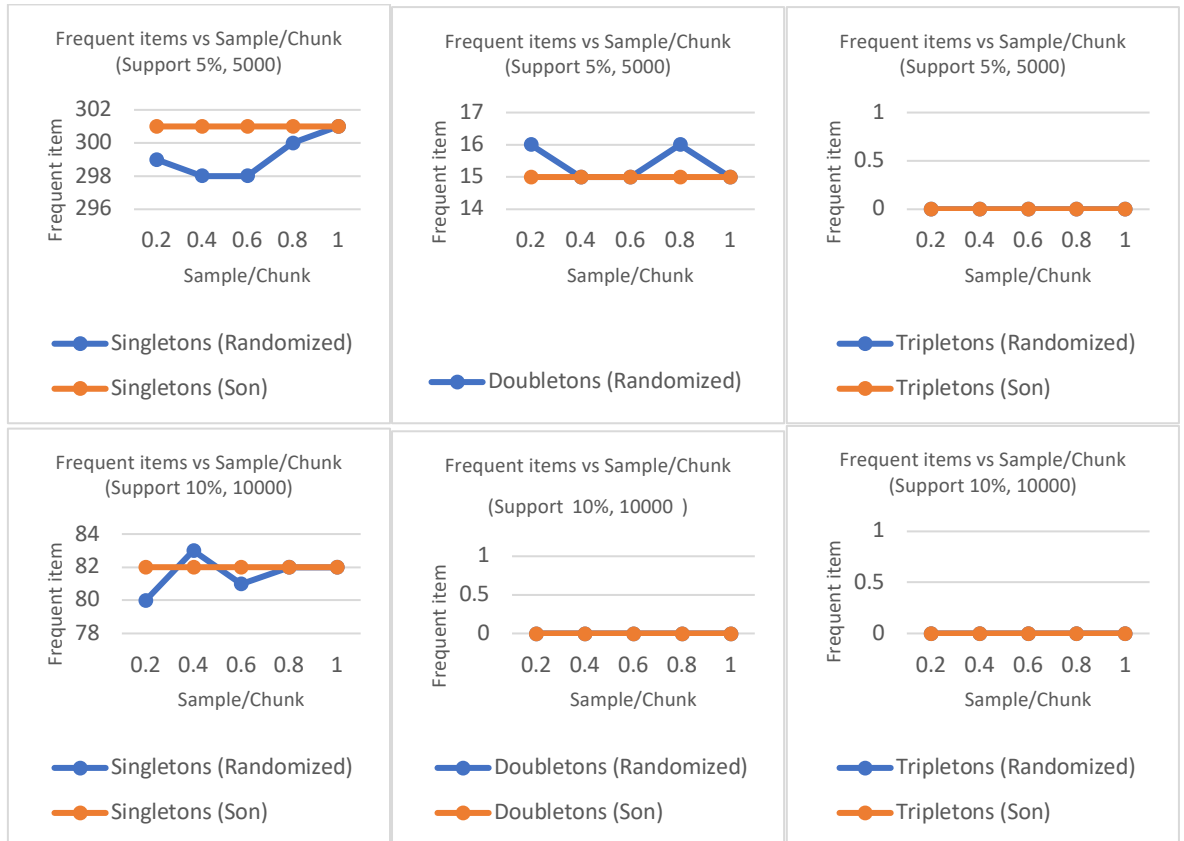 Frequent items vs Sample/Chunk
(Support 5%, 5000)
302
300
298
296
Frequent item
0.2 0.4 0.6 0.8 1
Sample/Chunk
Singletons (Randomized)
Singletons (Son)
Frequent items vs Sample/Chunk
(Support 5%, 5000)
17
16
15
14
Frequent item
0.2 0.4 0.6 0.8 1
Sample/Chunk
Doubletons (Randomized)
Frequent items vs Sample/Chunk
(Support 5%, 5000)
1
0.5
0
Frequent item
0.2 0.4 0.6 0.8 1
Sample/Chunk
Tripletons (Randomized)
Tripletons (Son)
Frequent items vs Sample/Chunk
(Support 10%, 10000)
84
82
80
78
Frequent item
0.2 0.4 0.6 0.8 1
Sample/Chunk
Singletons (Randomized)
Singletons (Son)
Frequent items vs Sample/Chunk
(Support 10%, 10000 )
1
0.5
0
Frequent item
0.2 0.4 0.6 0.8 1
Sample/Chunk
Doubletons (Randomized)
Doubletons (Son)
Frequent items vs Sample/Chunk
(Support 10%, 10000)
1
0.5
0
Frequent item
0.2 0.4 0.6 0.8 1
Sample/Chunk
Tripletons (Randomized)
Tripletons (Son)